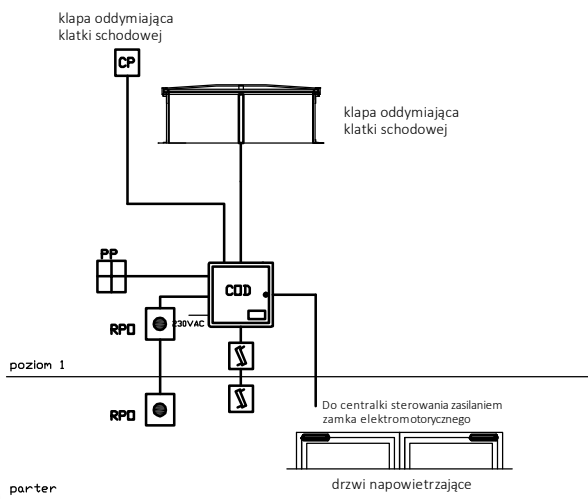 klapa oddymiająca
klatki schodowej
CP
klapa oddymiająca
klatki schodowej
PP
COD
RPO
230VAC
poziom 1
RPO
Do centralki sterowania zasilaniem
zamka elektromotorycznego
drzwi napowietrzające
parter